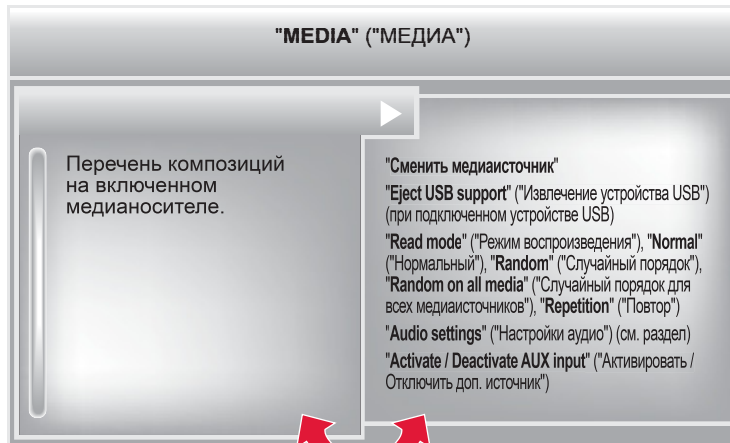 "MEDIA" ("МЕДИА")
Перечень композиций
на включенном
медианосителе.
"Сменить медиаисточник"
"Eject USB support" ("Извлечение устройства USB")
(при подключенном устройстве USB)
"Read mode" ("Режим воспроизведения"), "Normal"
("Нормальный"), "Random" ("Случайный порядок"),
"Random on all media" ("Случайный порядок для
всех медиаисточников"), "Repetition" ("Повтор")
"Audio settings" ("Настройки аудио") (см. раздел)
"Activate / Deactivate AUX input" ("Активировать /
Отключить доп. источник")